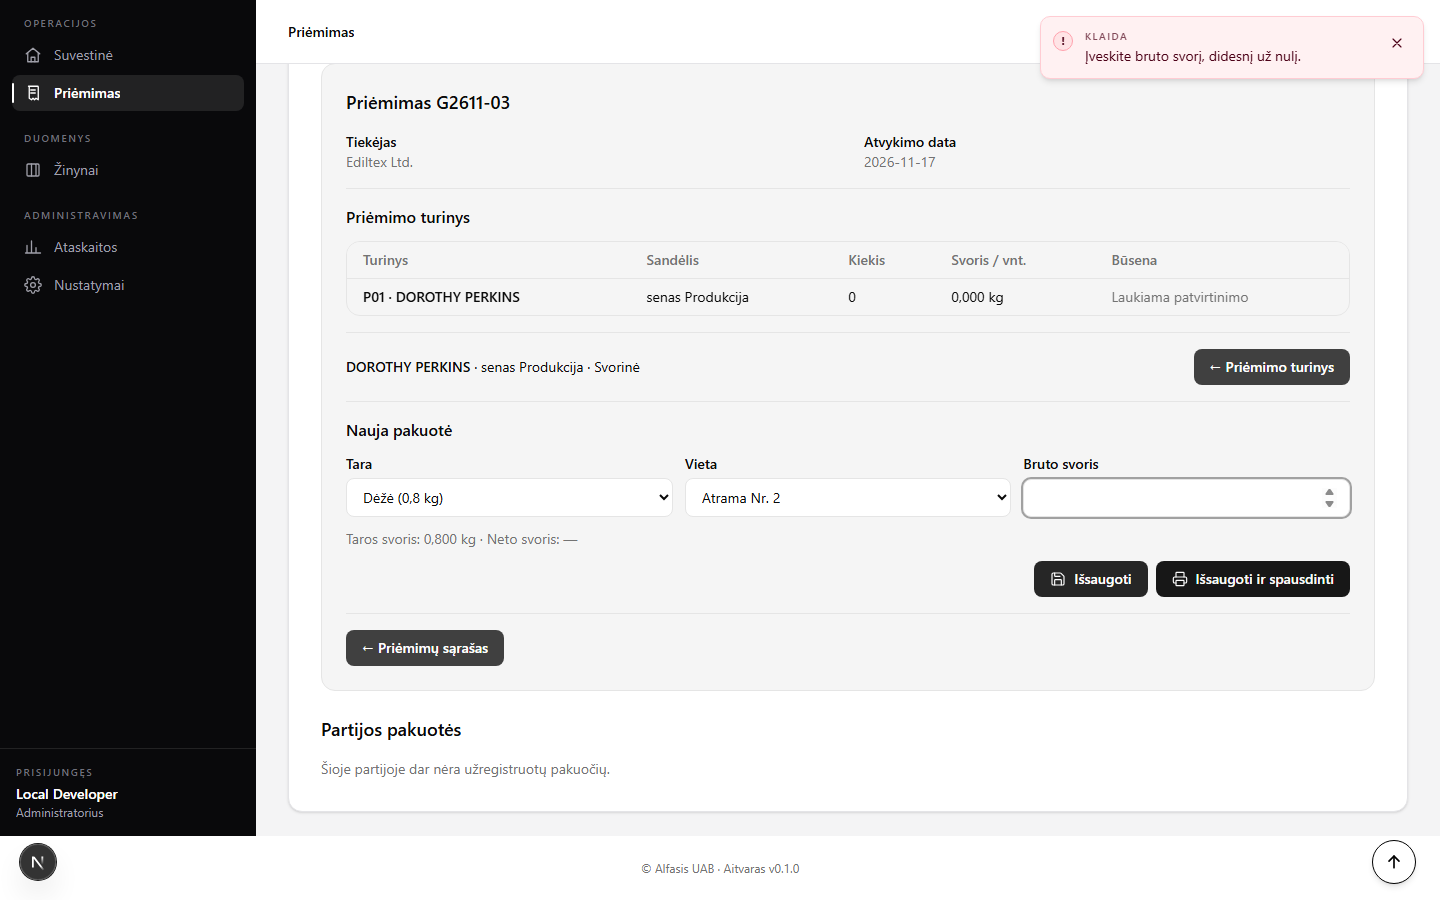 OPERACIJOS
Suvestinė
Priėmimas
DUOMENYS
Žinynai
ADMINISTRAVIMAS
Ataskaitos
Nustatymai
PRISIJUNGĘS
Local Developer
Administratorius
N
Priėmimas
!
KLAIDA
Įveskite bruto svorį, didesnį už nulį.
Priėmimas G2611-03
Tiekėjas
Atvykimo data
Ediltex Ltd.
2026-11-17
Priėmimo turinys
Turinys Sandėlis Kiekis Svoris / vnt. Būsena
P01 · DOROTHY PERKINS senas Produkcija 0 0,000 kg Laukiama patvirtinimo
DOROTHY PERKINS · senas Produkcija · Svorinė
← Priėmimo turinys
Nauja pakuotė
Tara Vieta Bruto svoris
Dėžė (0,8 kg) Atrama Nr. 2
Taros svoris: 0,800 kg · Neto svoris: —
Išsaugoti
Išsaugoti ir spausdinti
← Priėmimų sąrašas
Partijos pakuotės
Šioje partijoje dar nėra užregistruotų pakuočių.
© Alfasis UAB · Aitvaras v0.1.0